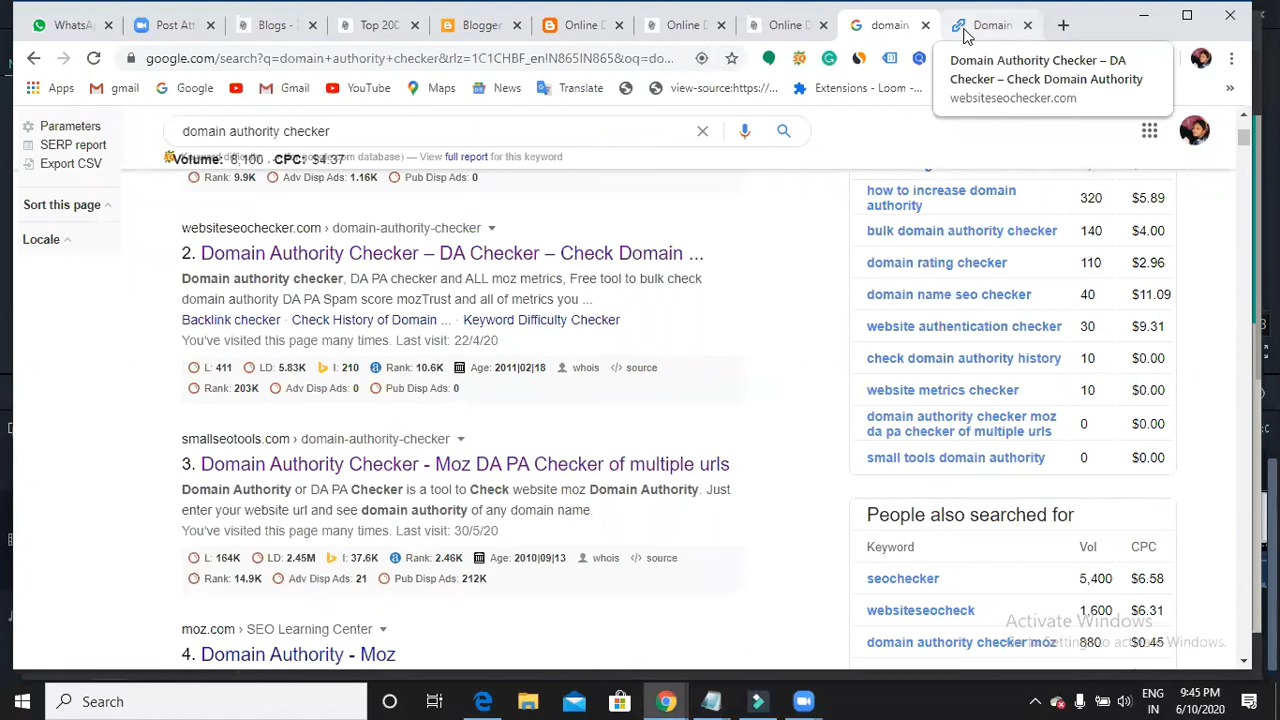 WhatsA
Post Att
Blogs -
Top 200
Blogger
Online D
Online D
Online D
domain
Domain
google.com/search?q=domain+authority+checker&rlz=1C1CHBF_enIN865IN865&oq=do...
Domain Authority Checker – DA
Checker – Check Domain Authority
websiteseochecker.com
Apps
gmail
Google
Gmail
YouTube
Maps
News
Translate
view-source:https://...
Extensions - Loom -...
»
Parameters
SERP report
Export CSV
Sort this page
Locale
domain authority checker
Volume: 8,100 CPC: $4.37
database) — View full report for this keyword
Rank: 9.9K Adv Disp Ads: 1.16K Pub Disp Ads: 0
websiteseochecker.com › domain-authority-checker
2. Domain Authority Checker – DA Checker – Check Domain ...
Domain authority checker, DA PA checker and ALL moz metrics, Free tool to bulk check
domain authority DA PA Spam score mozTrust and all of metrics you ...
Backlink checker · Check History of Domain ... · Keyword Difficulty Checker
You've visited this page many times. Last visit: 22/4/20
L: 411 LD: 5.83K I: 210 Rank: 10.6K Age: 2011|02|18 whois </> source
Rank: 203K Adv Disp Ads: 0 Pub Disp Ads: 0
smallseotools.com › domain-authority-checker
3. Domain Authority Checker - Moz DA PA Checker of multiple urls
Domain Authority or DA PA Checker is a tool to Check website moz Domain Authority. Just
enter your website url and see domain authority of any domain name.
You've visited this page many times. Last visit: 30/5/20
L: 164K LD: 2.45M I: 37.6K Rank: 2.46K Age: 2010|09|13 whois </> source
Rank: 14.9K Adv Disp Ads: 21 Pub Disp Ads: 212K
moz.com › SEO Learning Center
4. Domain Authority - Moz
how to increase domain
authority 320 $5.89
bulk domain authority checker 140 $4.00
domain rating checker 110 $2.96
domain name seo checker 40 $11.09
website authentication checker 30 $9.31
check domain authority history 10 $0.00
website metrics checker 10 $0.00
domain authority checker moz
da pa checker of multiple urls 0 $0.00
small tools domain authority 0 $0.00
People also searched for
Keyword Vol CPC
seochecker 5,400 $6.58
websiteseocheck 1,600 $6.31
domain authority checker moz 880 $0.45
Activate Windows
Go to Settings to activate Windows.
Search
ENG
IN
9:45 PM
6/10/2020